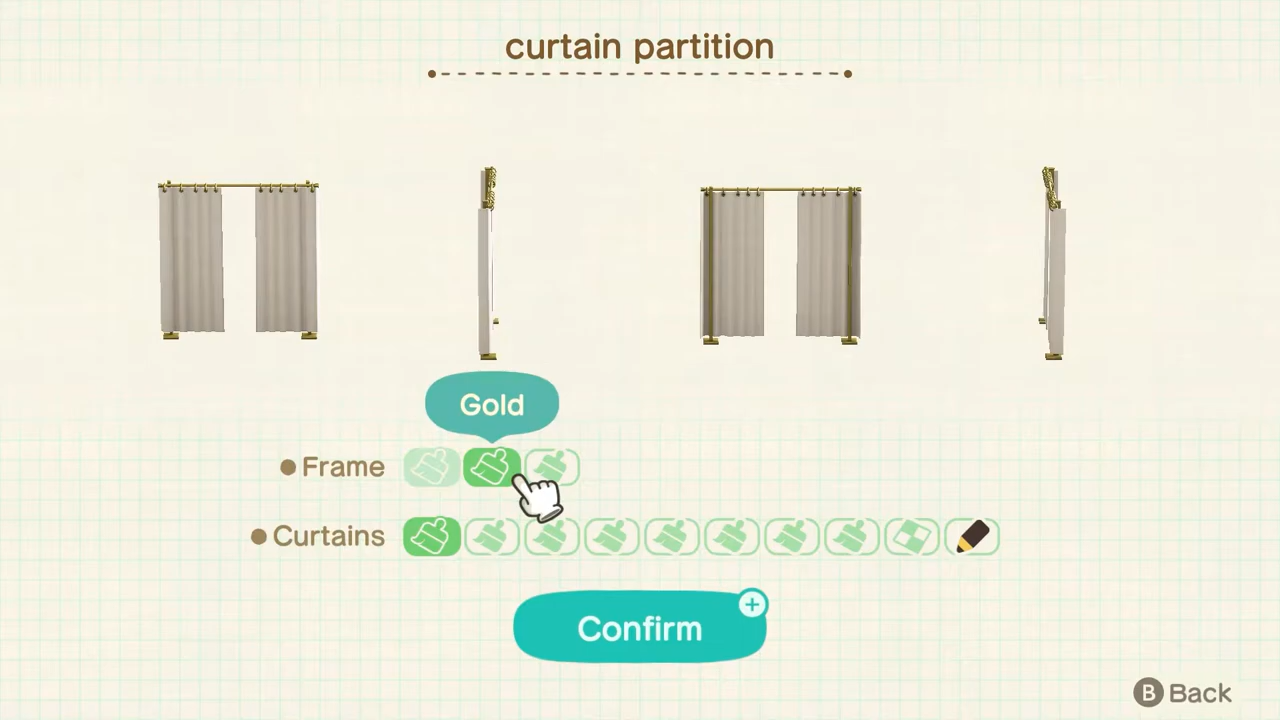 curtain partition
Gold
Frame
Curtains
Confirm
B Back